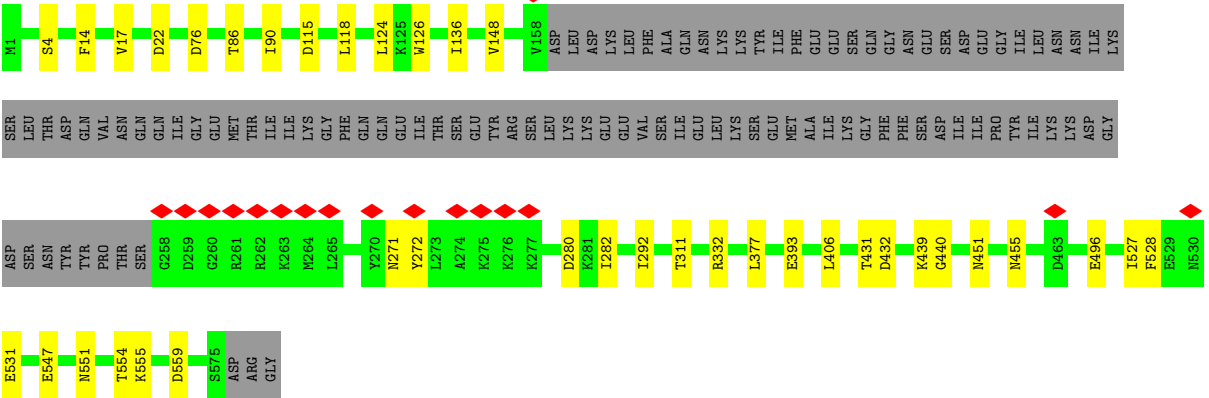 M1 S4 F14 V17 D22 D76 T86 I90 D115 L118 L124 K125 W126 I136 V148 V158 ASP LEU ASP LYS LEU PHE ALA GLN ASN LYS LYS TYR ILE PHE GLU GLU SER GLN GLY ASN GLU SER ASP GLU GLY ILE LEU ASN ASN ILE LYS
SER LEU THR ASP GLN VAL ASN GLN GLN ILE GLY GLU MET THR ILE ILE LYS GLY PHE GLN GLN GLU ILE THR SER GLU TYR ARG SER LEU LYS LYS GLU GLU VAL SER ILE GLU LEU LYS SER GLU MET ALA ILE LYS GLY PHE PHE SER ASP ILE ILE PRO TYR ILE LYS LYS ASP GLY
ASP SER ASN TYR TYR PRO THR SER G258 D259 G260 R261 R262 K263 M264 L265 Y270 N271 Y272 L273 A274 K275 K276 K277 D280 K281 I282 I292 T311 R332 L377 E393 L406 T431 D432 K439 G440 N451 N455 D463 E496 I527 F528 E529 N530
E531 E547 N551 T554 K555 D559 S575 ASP ARG GLY